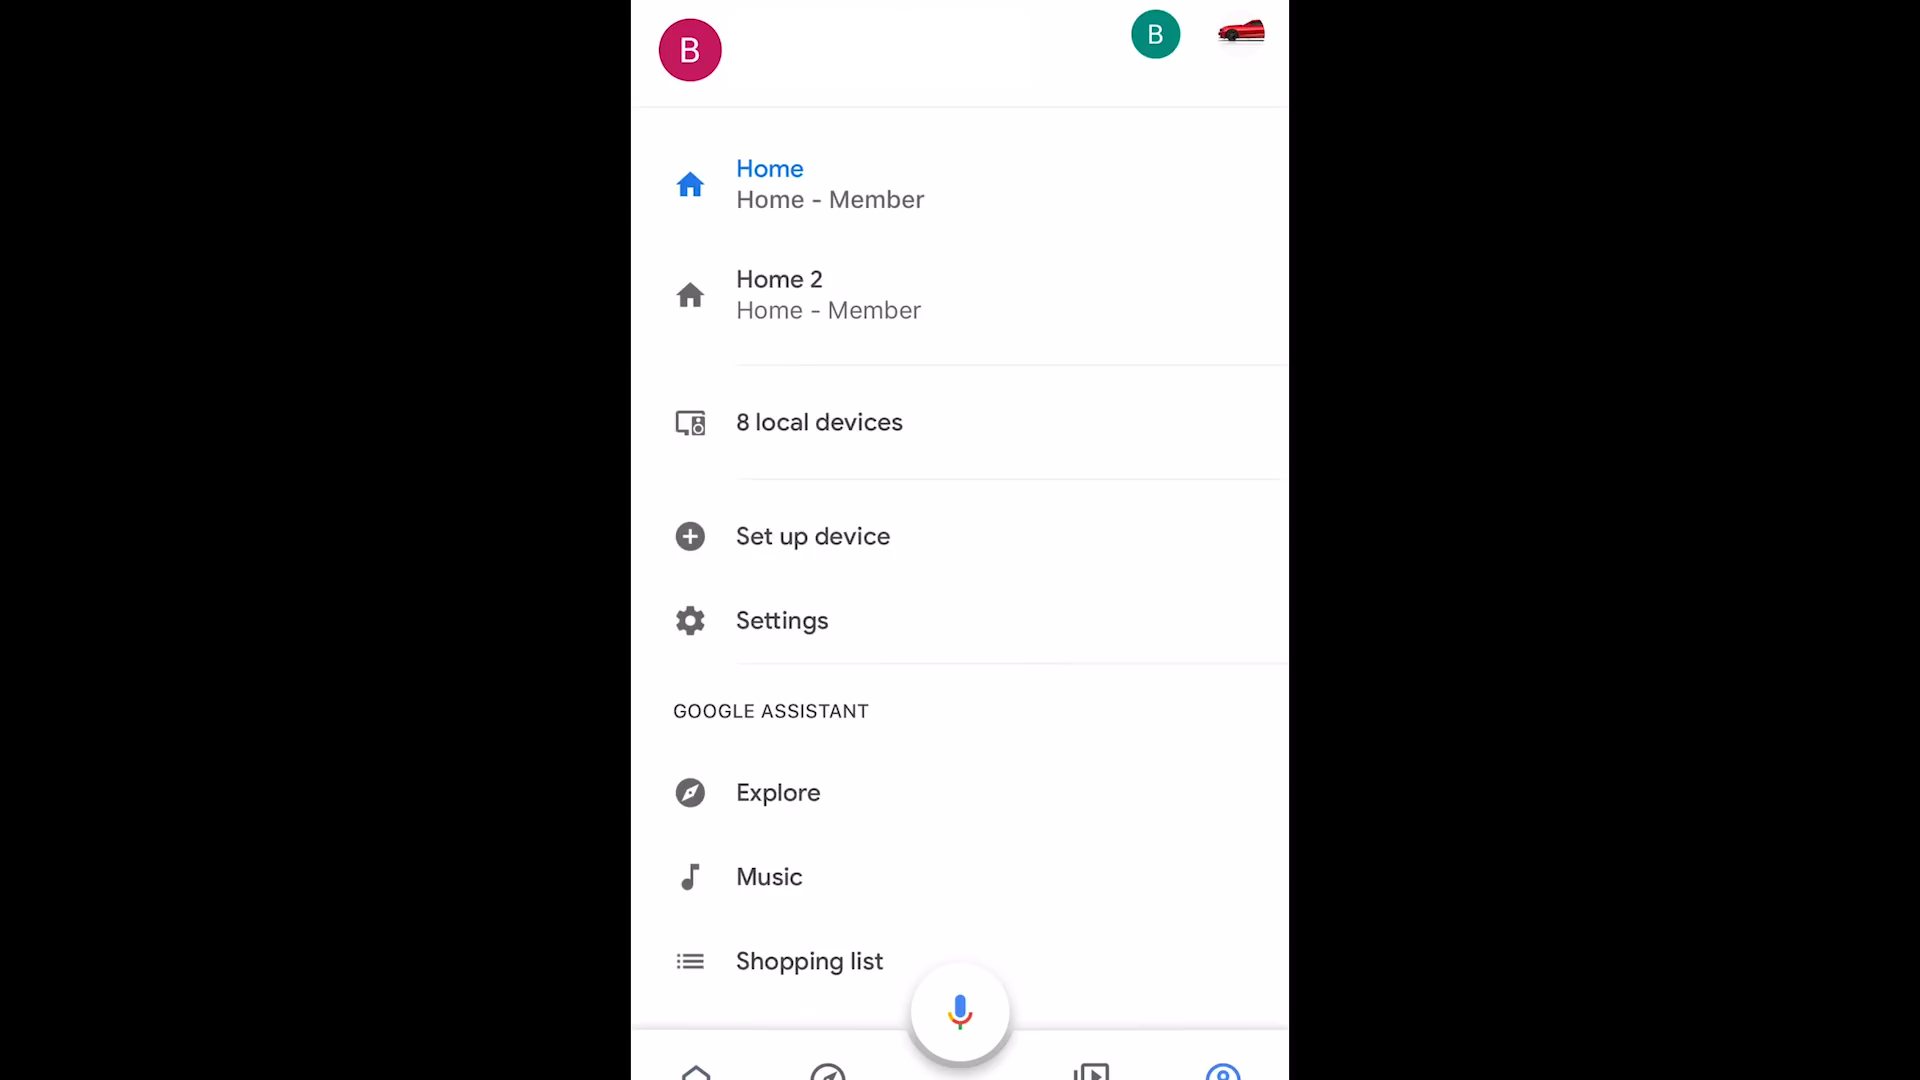 B
B
Home
Home - Member
Home 2
Home - Member
8 local devices
Set up device
Settings
GOOGLE ASSISTANT
Explore
Music
Shopping list